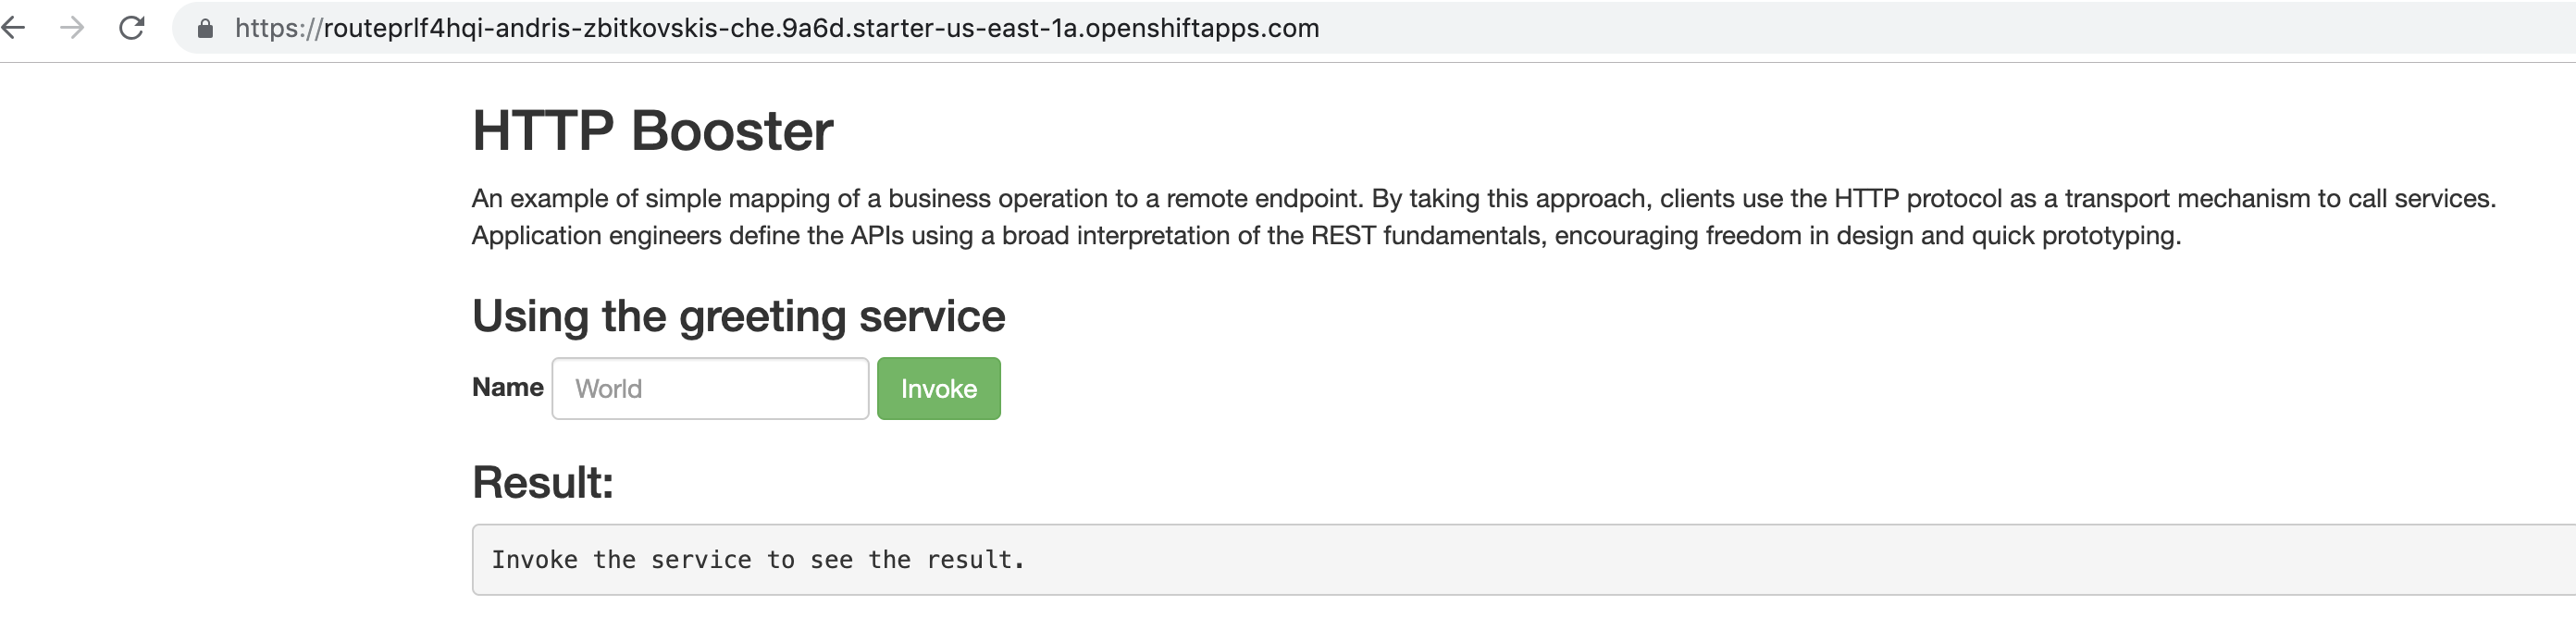 https://routeprlf4hqi-andris-zbitkovskis-che.9a6d.starter-us-east-1a.openshiftapps.com
HTTP Booster
An example of simple mapping of a business operation to a remote endpoint. By taking this approach, clients use the HTTP protocol as a transport mechanism to call services.
Application engineers define the APIs using a broad interpretation of the REST fundamentals, encouraging freedom in design and quick prototyping.
Using the greeting service
Name World Invoke
Result:
Invoke the service to see the result.